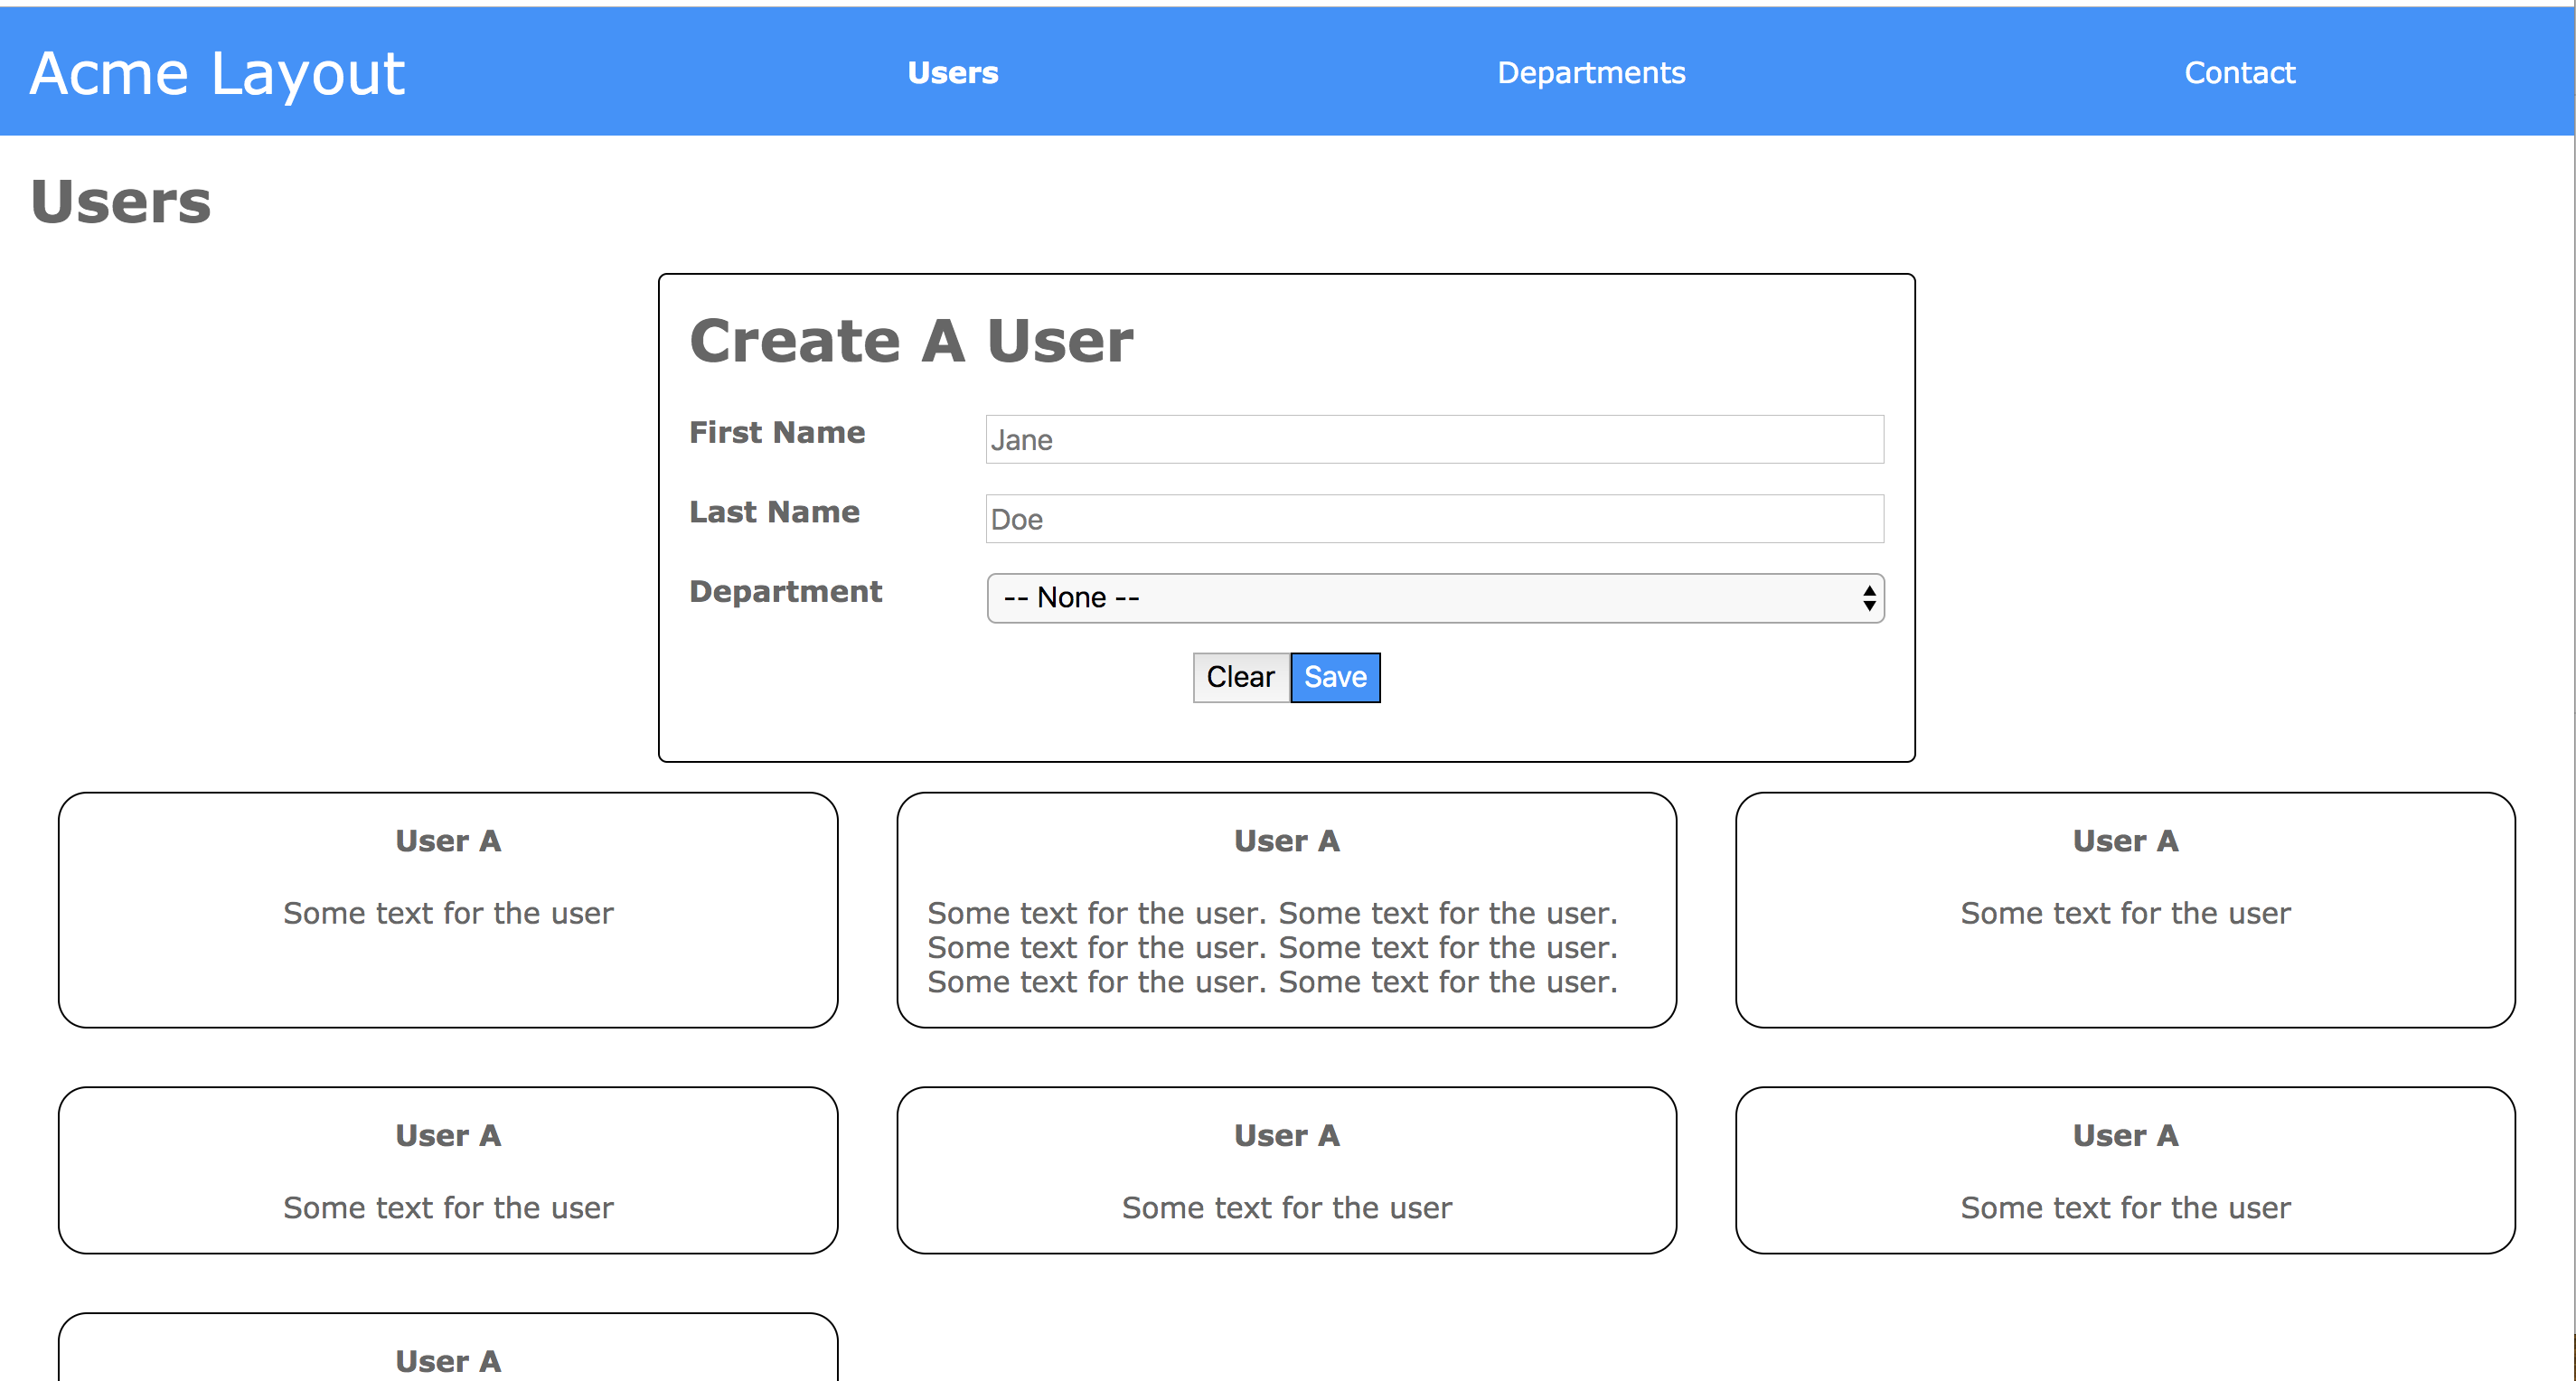 Acme Layout Users Departments Contact
Users
Create A User
First Name Jane
Last Name Doe
Department -- None --
Clear Save
User A User A User A
Some text for the user Some text for the user. Some text for the user. Some text for the user
Some text for the user. Some text for the user.
Some text for the user. Some text for the user.
User A User A User A
Some text for the user Some text for the user Some text for the user
User A